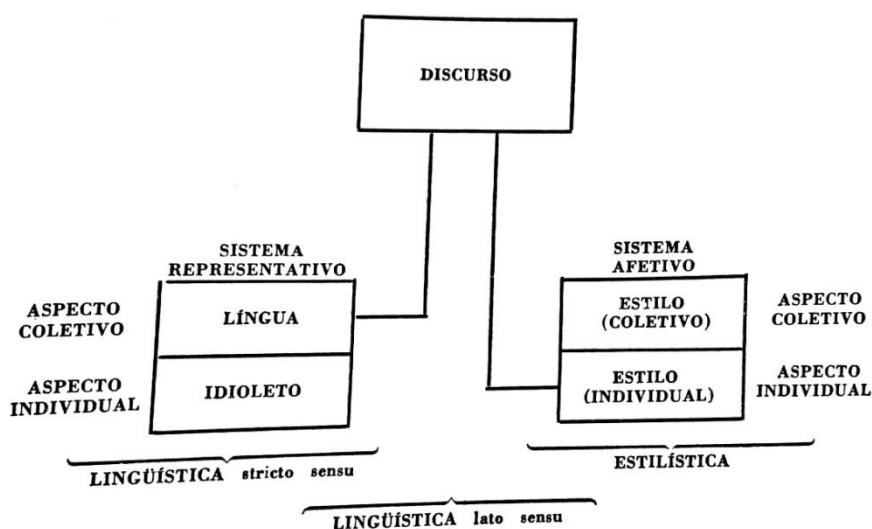 DISCURSO
SISTEMA
REPRESENTATIVO
SISTEMA
AFETIVO
ASPECTO
COLETIVO
LÍNGUA
ESTILO
(COLETIVO)
ASPECTO
COLETIVO
ASPECTO
INDIVIDUAL
IDIOLETO
ESTILO
(INDIVIDUAL)
ASPECTO
INDIVIDUAL
LINGÜÍSTICA stricto sensu
ESTILÍSTICA
LINGÜÍSTICA lato sensu